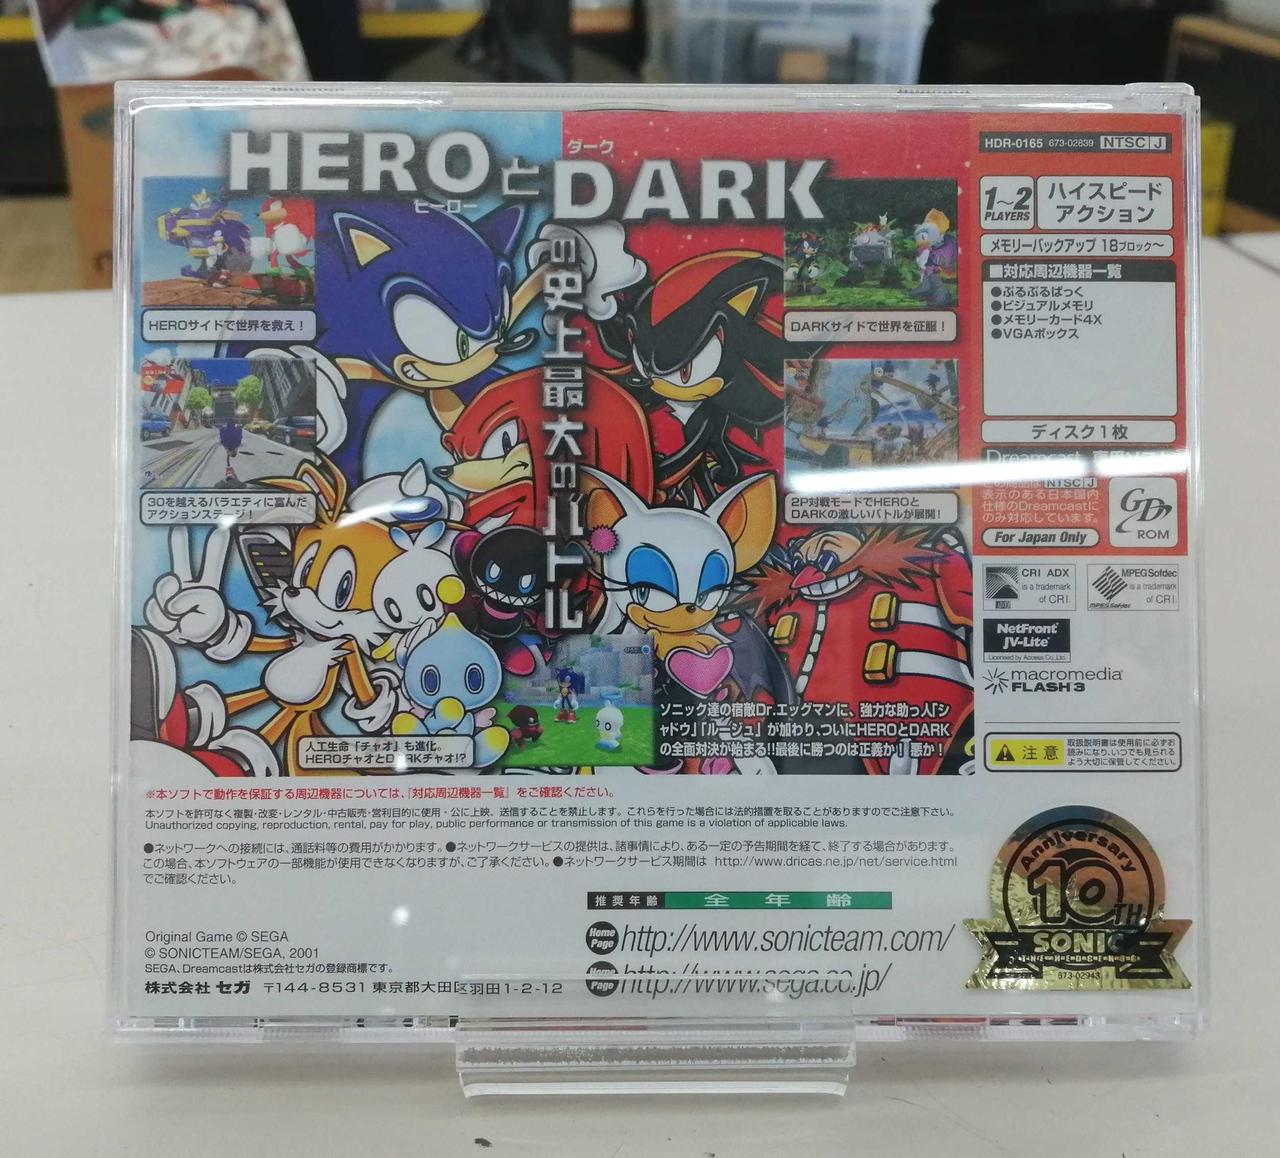 HERO と DARK
ヒーロー
ダーク
の史上最大のバトル
HEROサイドで世界を救え!
DARKサイドで世界を征服!
30を越えるバラエティに富んだ
アクションステージ!
2P対戦モードでHEROと
DARKの激しいバトルが展開!
人工生命「チャオ」も進化。
HEROチャオとDARKチャオ!?
ソニック達の宿敵Dr.エッグマンに、強力な助っ人「シ
ャドウ」「ルージュ」が加わり、ついにHEROとDARK
の全面対決が始まる!!最後に勝つのは正義か! 悪か!
HDR-0165 673-02839 NTSC J
1~2
PLAYERS
ハイスピード
アクション
メモリーバックアップ 18ブロック~
■対応周辺機器一覧
●ぷるぷるぱっく
●ビジュアルメモリ
●メモリーカード4X
●VGAボックス
ディスク1枚
Dreamcast 専用ソフト
この商品は NTSC J
表示のある日本国内
仕様のDreamcastに
のみ対応しています。
For Japan Only
GD
ROM
CRI ADX
is a trademark
of CRI.
MPEG Sofdec
is a trademark
of CRI.
MPEG Sofdec
NetFront
JV-Lite
Licensed by Access Co.,Ltd.
macromedia
FLASH 3
注意
取扱説明書は使用前に必ずお
読みになり、いつでも見られる
よう大切に保管してください。
※本ソフトで動作を保証する周辺機器については、『対応周辺機器一覧』をご確認ください。
本ソフトを許可なく複製・改変・レンタル・中古販売・営利目的に使用・公に上映、送信することを禁止します。これらを行った場合には法的措置を取ることがありますのでご注意下さい。
Unauthorized copying, reproduction, rental, pay for play, public performance or transmission of this game is a violation of applicable laws.
●ネットワークへの接続には、通話料等の費用がかかります。●ネットワークサービスの提供は、諸事情により、ある一定の予告期間を経て、終了する場合があります。
この場合、本ソフトウェアの一部機能が使用できなくなりますが、ご了承ください。●ネットワークサービス期間は http://www.dricas.ne.jp/net/service.html
でご確認ください。
推奨年齢 全年齢
Home Page http://www.sonicteam.com/
Home Page http://www.sega.co.jp/
Original Game © SEGA
© SONICTEAM/SEGA, 2001
SEGA、Dreamcastは株式会社セガの登録商標です。
株式会社 セガ 〒144-8531 東京都大田区羽田1-2-12
Anniversary
10TH
SONIC
THE HEDGEHOG
673-02943